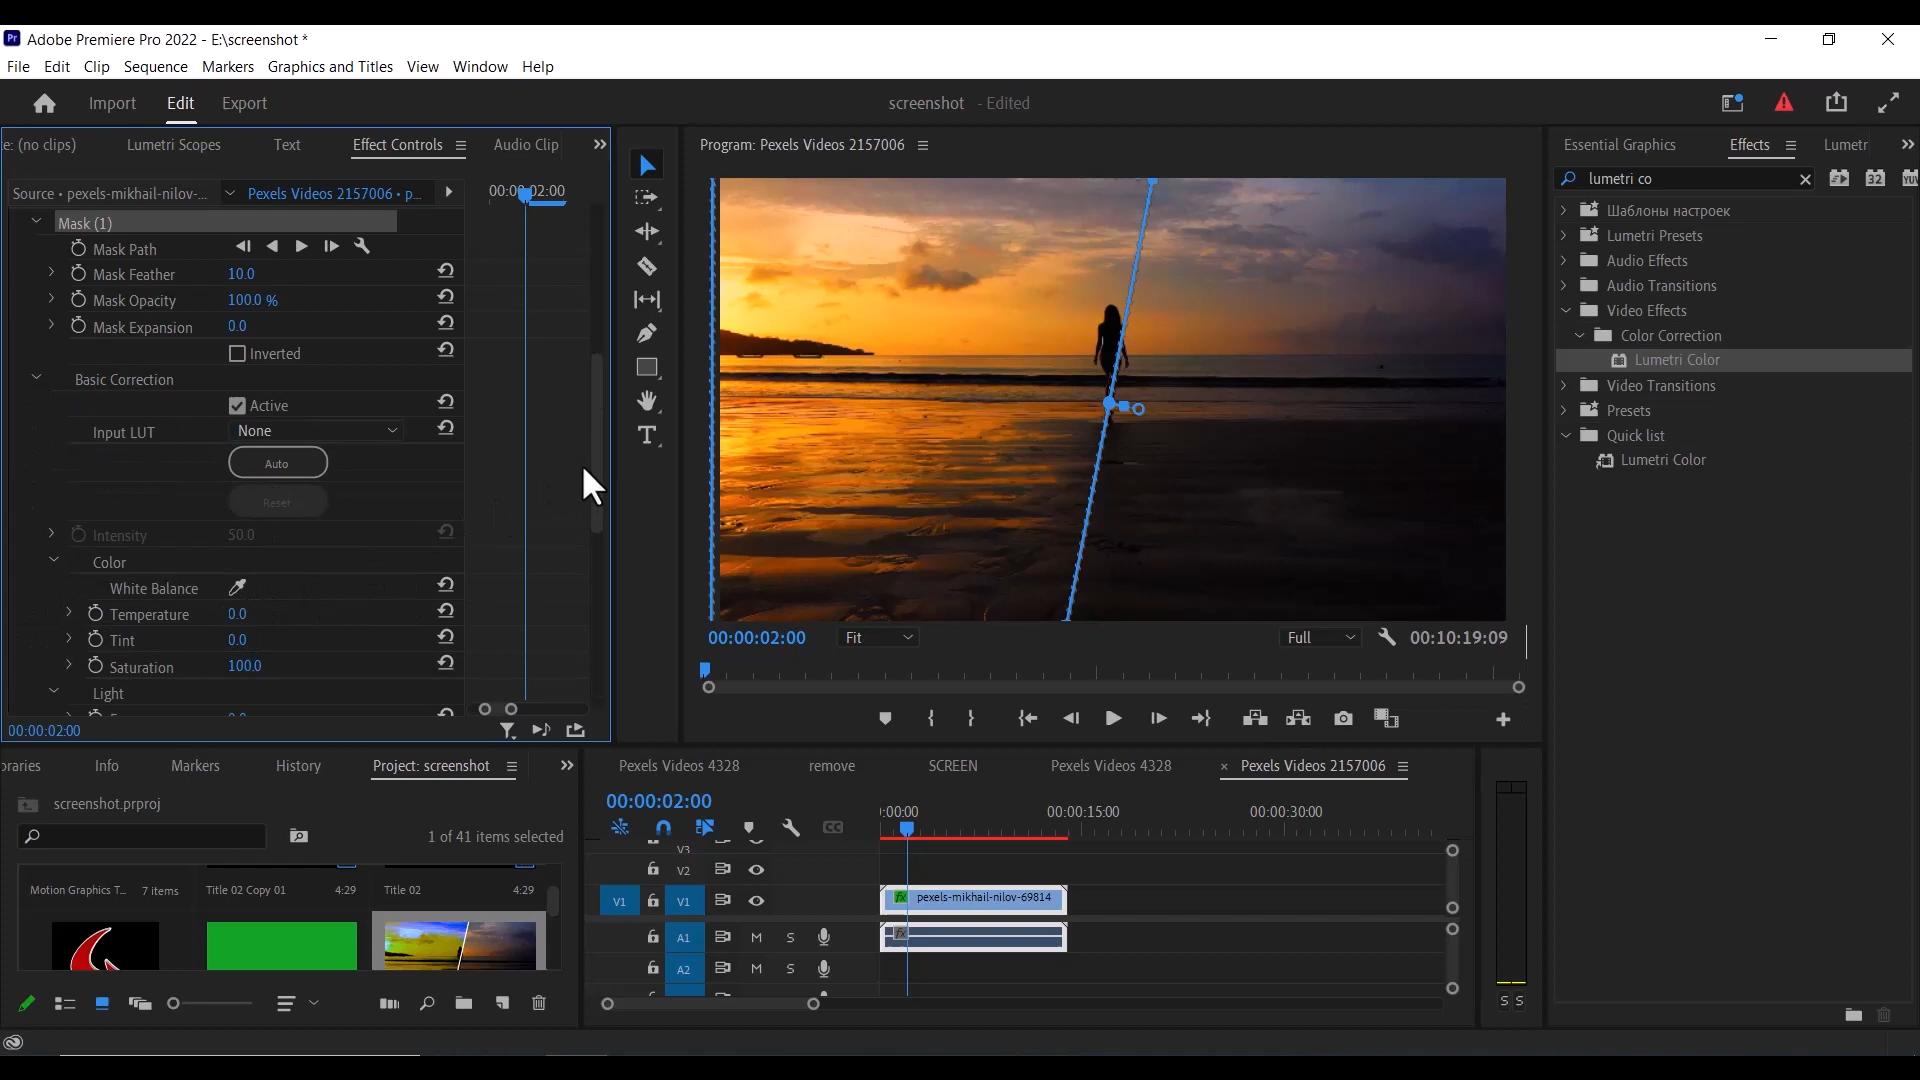 Adobe Premiere Pro 2022 - E:\screenshot *
File Edit Clip Sequence Markers Graphics and Titles View Window Help
Import Edit Export
screenshot - Edited
e: (no clips) Lumetri Scopes Text Effect Controls Audio Clip
Source • pexels-mikhail-nilov-... Pexels Videos 2157006 • p...
00:00:02:00
Mask (1)
Mask Path
Mask Feather 10.0
Mask Opacity 100.0 %
Mask Expansion 0.0
Inverted
Basic Correction
Active
Input LUT None
Auto
Reset
Intensity 50.0
Color
White Balance
Temperature 0.0
Tint 0.0
Saturation 100.0
Light
00:00:02:00
Program: Pexels Videos 2157006
00:00:02:00 Fit Full 00:10:19:09
Essential Graphics Effects Lumetr
lumetri co
32 YUV
Шаблоны настроек
Lumetri Presets
Audio Effects
Audio Transitions
Video Effects
Color Correction
Lumetri Color
Video Transitions
Presets
Quick list
Lumetri Color
oraries Info Markers History Project: screenshot
screenshot.prproj
1 of 41 items selected
Motion Graphics T... 7 items Title 02 Copy 01 4:29 Title 02 4:29
Pexels Videos 4328 remove SCREEN Pexels Videos 4328 × Pexels Videos 2157006
00:00:02:00
:00:00 00:00:15:00 00:00:30:00
V3
V2
V1 V1 fx pexels-mikhail-nilov-69814
A1 M S fx
A2 M S
S S